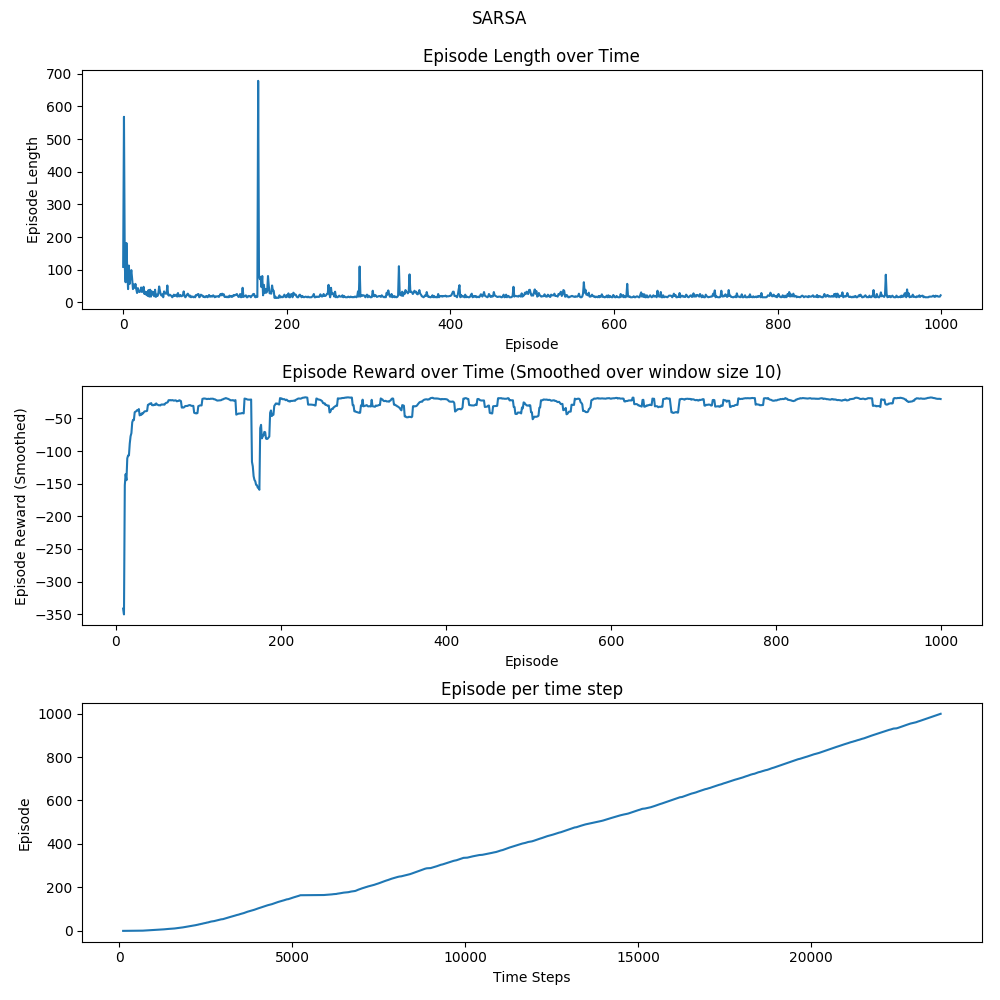 SARSA
Episode Length over Time
700
600
500
400
300
200
100
0
Episode Length
0 200 400 600 800 1000
Episode
Episode Reward over Time (Smoothed over window size 10)
−50
−100
−150
−200
−250
−300
−350
Episode Reward (Smoothed)
0 200 400 600 800 1000
Episode
Episode per time step
1000
800
600
400
200
0
Episode
0 5000 10000 15000 20000
Time Steps